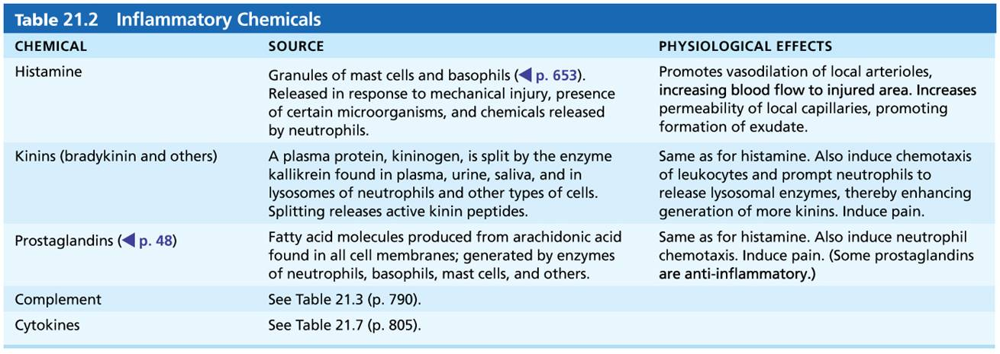 Table 21.2 Inflammatory Chemicals
CHEMICAL SOURCE PHYSIOLOGICAL EFFECTS
Histamine
Granules of mast cells and basophils (◀ p. 653).
Released in response to mechanical injury, presence
of certain microorganisms, and chemicals released
by neutrophils.
Promotes vasodilation of local arterioles,
increasing blood flow to injured area. Increases
permeability of local capillaries, promoting
formation of exudate.
Kinins (bradykinin and others)
A plasma protein, kininogen, is split by the enzyme
kallikrein found in plasma, urine, saliva, and in
lysosomes of neutrophils and other types of cells.
Splitting releases active kinin peptides.
Same as for histamine. Also induce chemotaxis
of leukocytes and prompt neutrophils to
release lysosomal enzymes, thereby enhancing
generation of more kinins. Induce pain.
Prostaglandins (◀ p. 48)
Fatty acid molecules produced from arachidonic acid
found in all cell membranes; generated by enzymes
of neutrophils, basophils, mast cells, and others.
Same as for histamine. Also induce neutrophil
chemotaxis. Induce pain. (Some prostaglandins
are anti-inflammatory.)
Complement
See Table 21.3 (p. 790).
Cytokines
See Table 21.7 (p. 805).